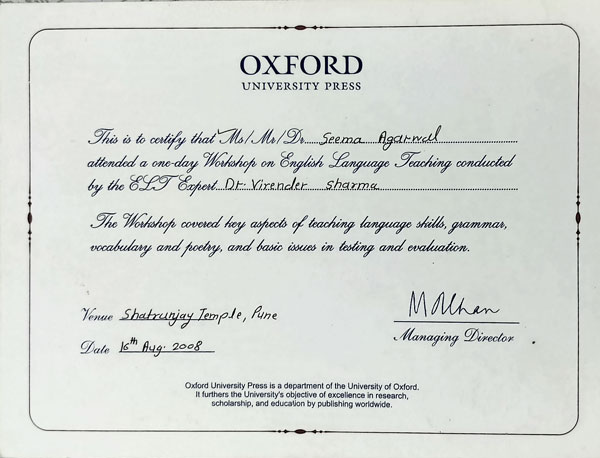 OXFORD
UNIVERSITY PRESS
This is to certify that Ms/Mr/Dr. Seema Agarwal
attended a one-day Workshop on English Language Teaching conducted
by the ELT Expert Dr. Virender Sharma
The Workshop covered key aspects of teaching language skills, grammar,
vocabulary and poetry, and basic issues in testing and evaluation.
Venue Shatrunjay Temple, Pune
Managing Director
Date 16th Aug. 2008
Oxford University Press is a department of the University of Oxford.
It furthers the University's objective of excellence in research,
scholarship, and education by publishing worldwide.